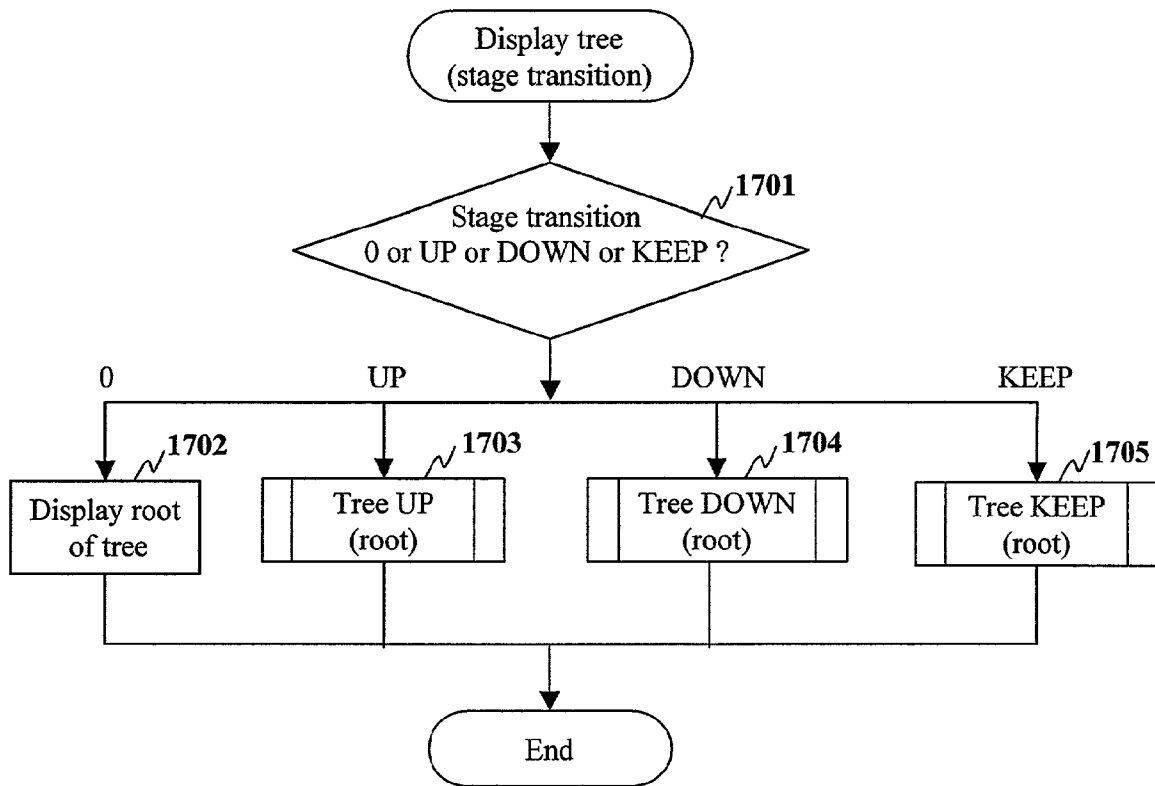 Display tree
(stage transition)
1701
Stage transition
0 or UP or DOWN or KEEP ?
0
UP
DOWN
KEEP
1702
1703
1704
1705
Display root
of tree
Tree UP
(root)
Tree DOWN
(root)
Tree KEEP
(root)
End